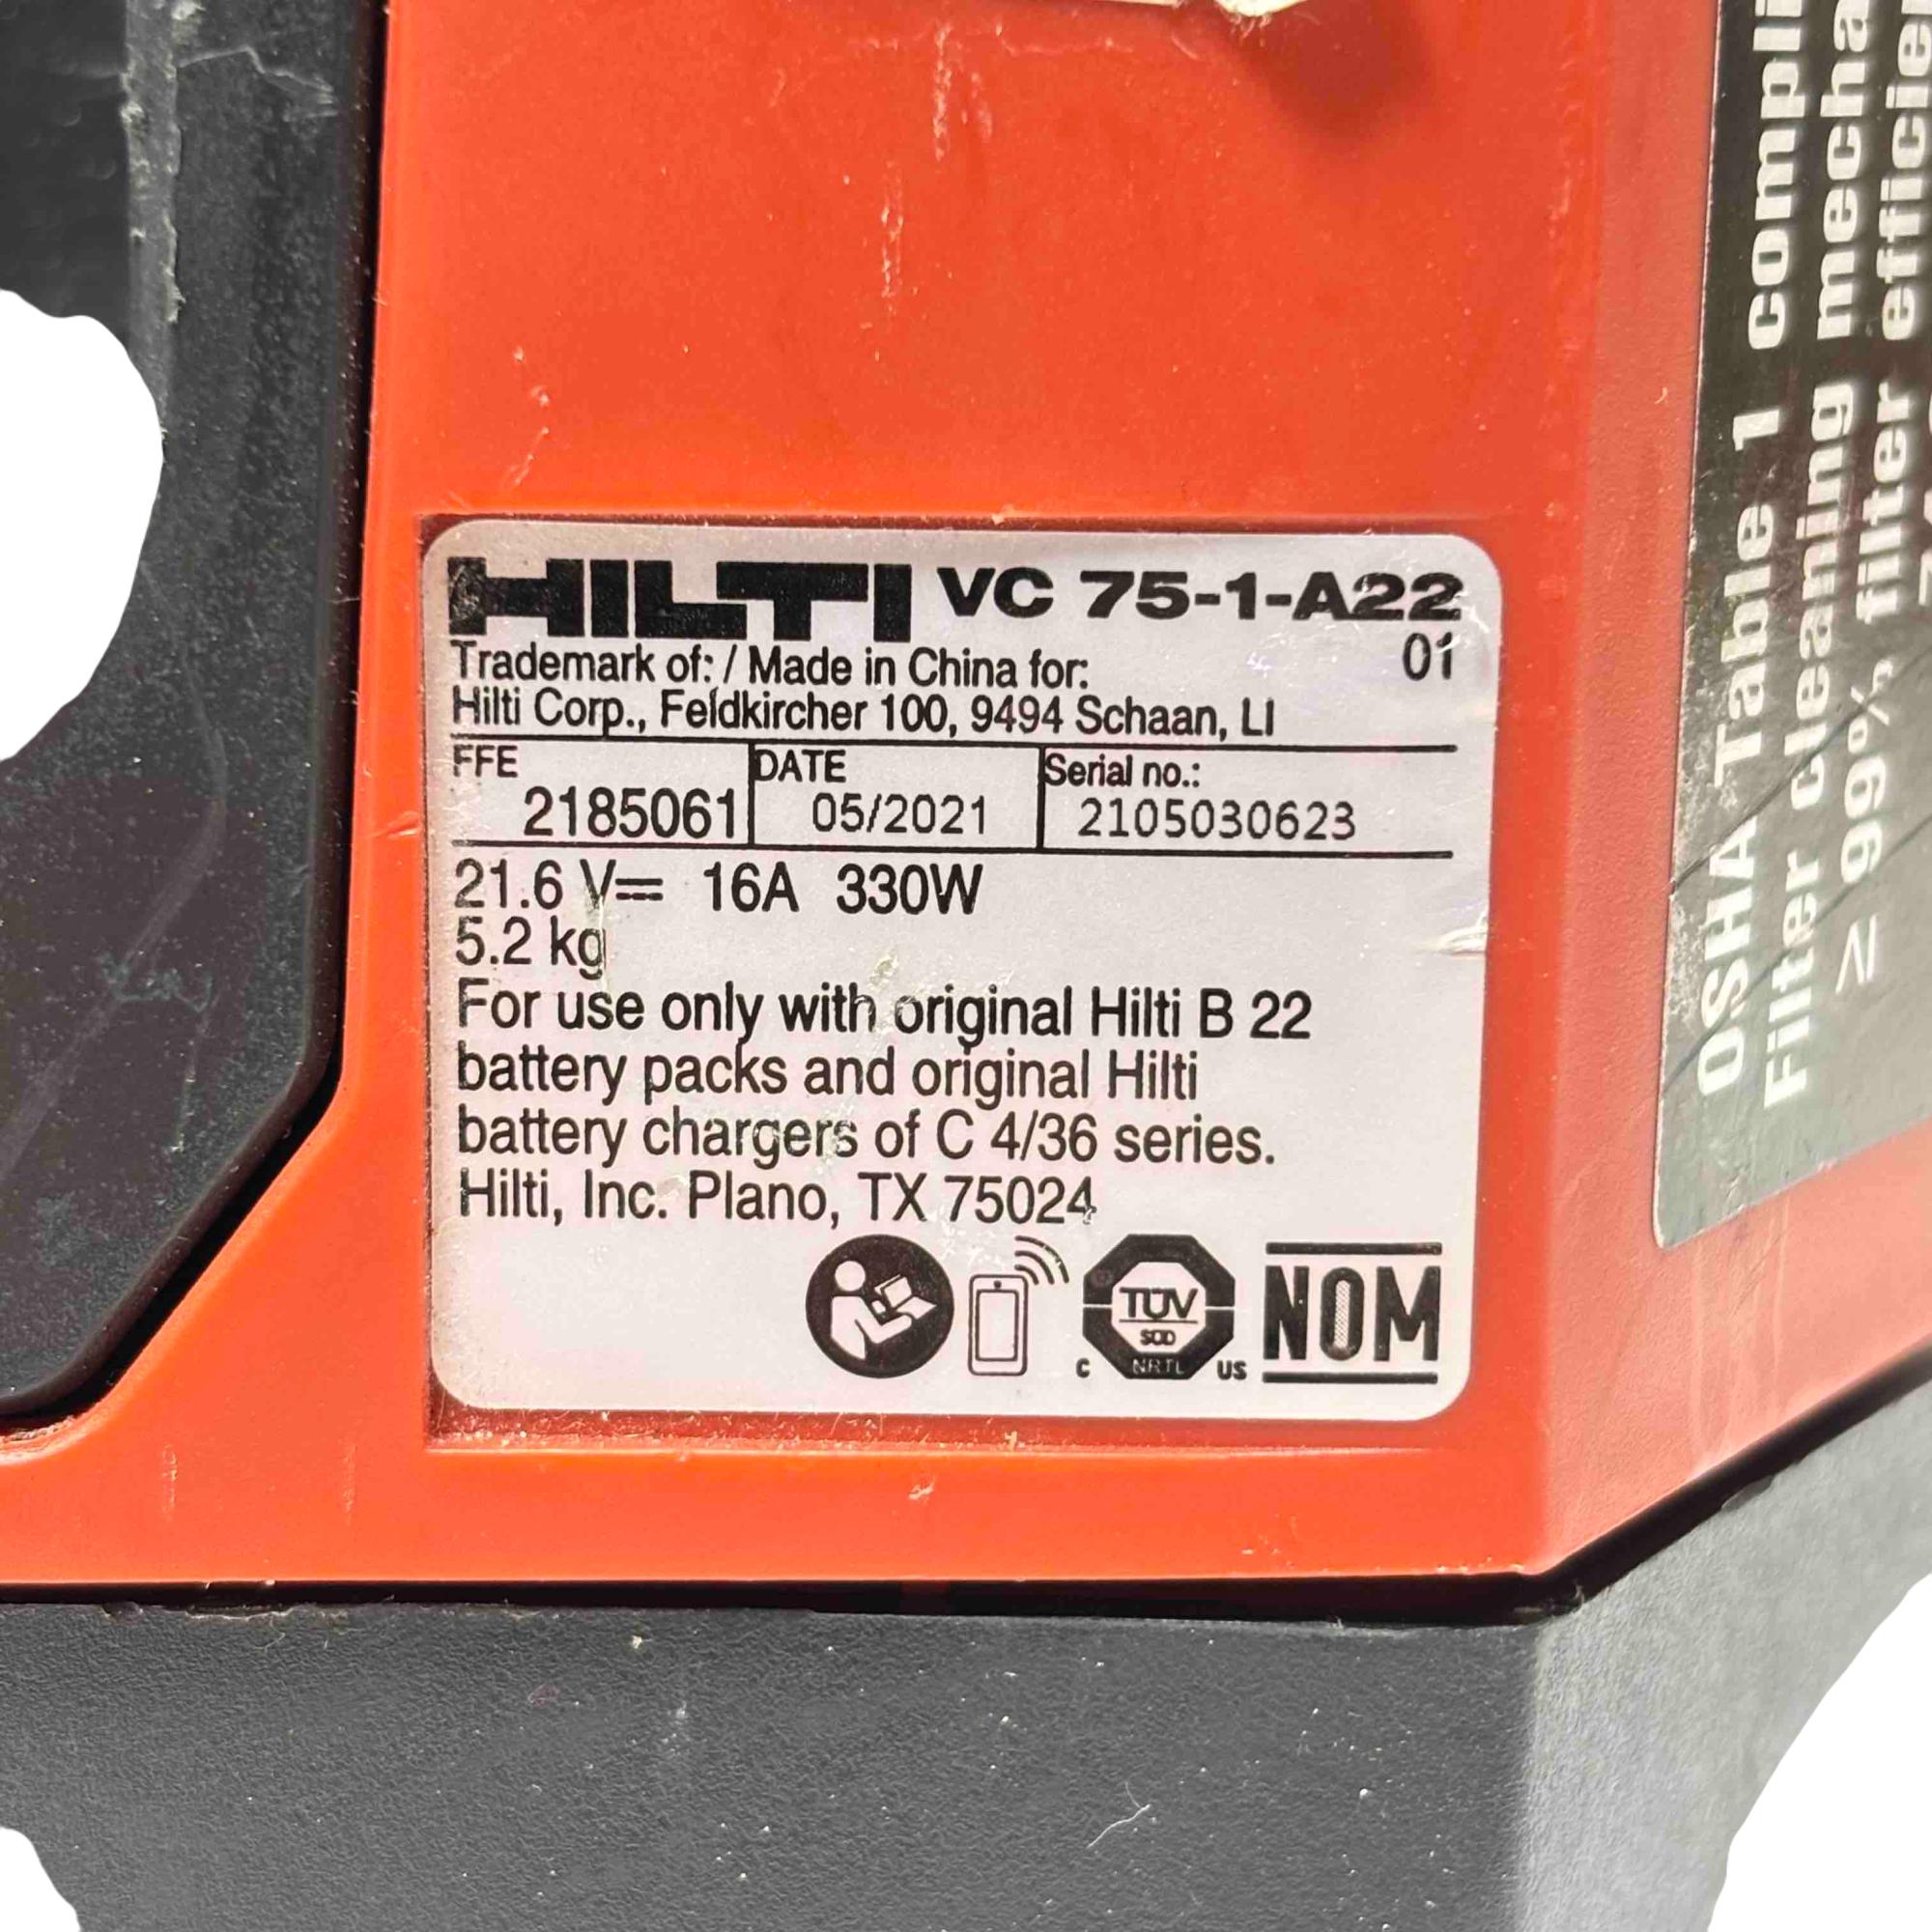 HILTI VC 75-1-A22
01
Trademark of: / Made in China for:
Hilti Corp., Feldkircher 100, 9494 Schaan, LI
FFE DATE Serial no.:
2185061 05/2021 2105030623
21.6 V⎓ 16A 330W
5.2 kg
For use only with original Hilti B 22
battery packs and original Hilti
battery chargers of C 4/36 series.
Hilti, Inc. Plano, TX 75024
TÜV
SÜD
C NRTL US
NOM
OSHA Table 1 compli
Filter cleaning mecha
≥ 99% filter efficien